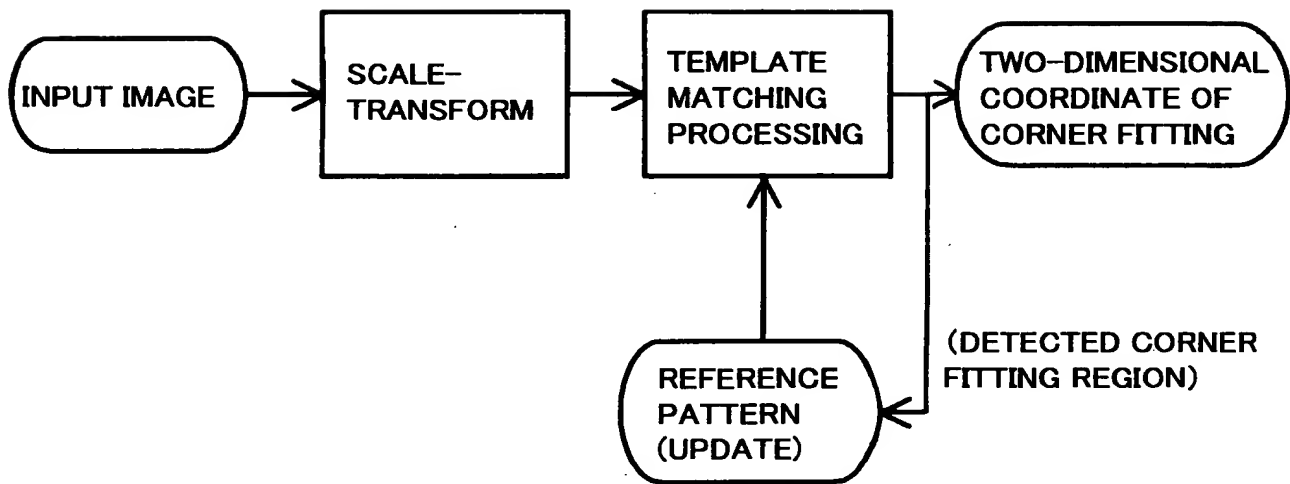 INPUT IMAGE
SCALE-
TRANSFORM
TEMPLATE
MATCHING
PROCESSING
TWO-DIMENSIONAL
COORDINATE OF
CORNER FITTING
(DETECTED CORNER
FITTING REGION)
REFERENCE
PATTERN
(UPDATE)